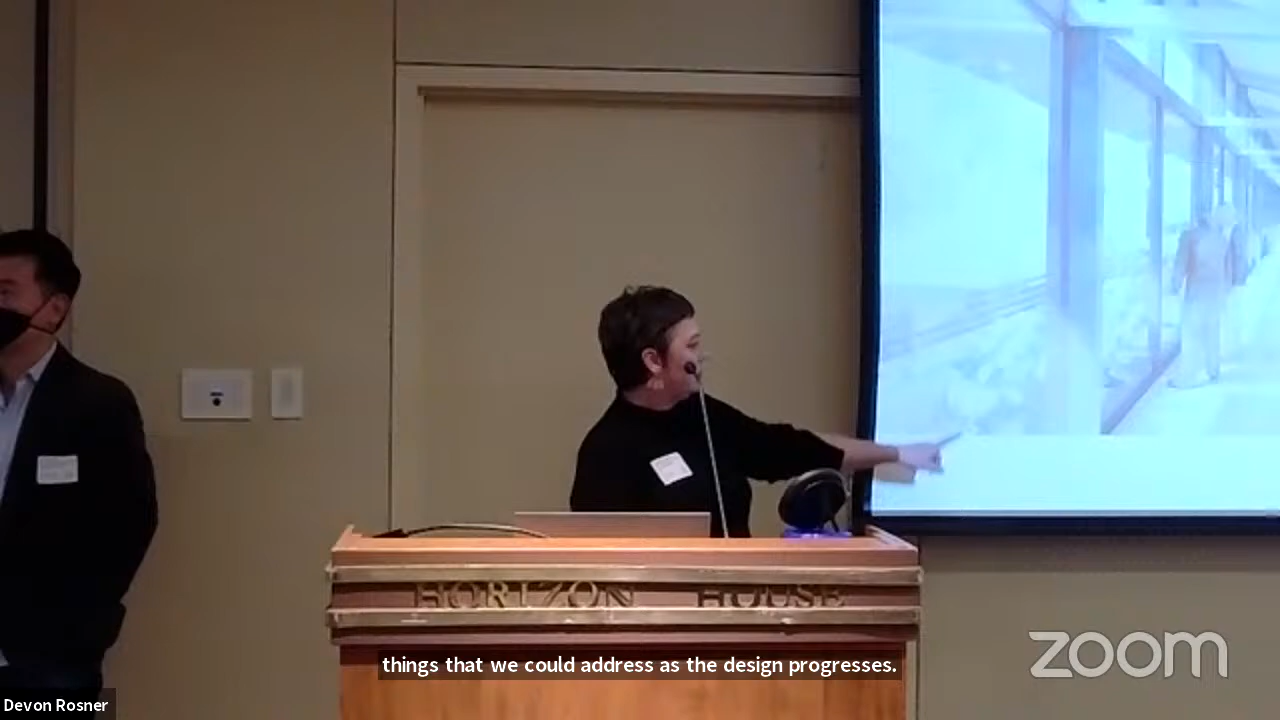 HORIZON HOUSE
things that we could address as the design progresses.
zoom
Devon Rosner